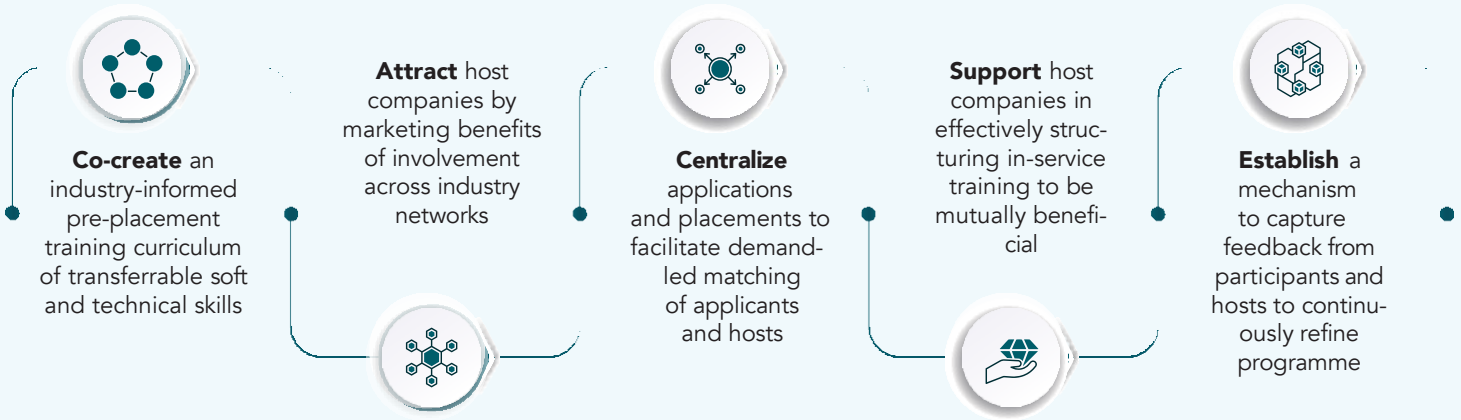 Co-create an
industry-informed
pre-placement
training curriculum
of transferrable soft
and technical skills
Attract host
companies by
marketing benefits
of involvement
across industry
networks
Centralize
applications
and placements to
facilitate demand-
led matching
of applicants
and hosts
Support host
companies in
effectively struc-
turing in-service
training to be
mutually benefi-
cial
Establish a
mechanism
to capture
feedback from
participants and
hosts to continu-
ously refine
programme